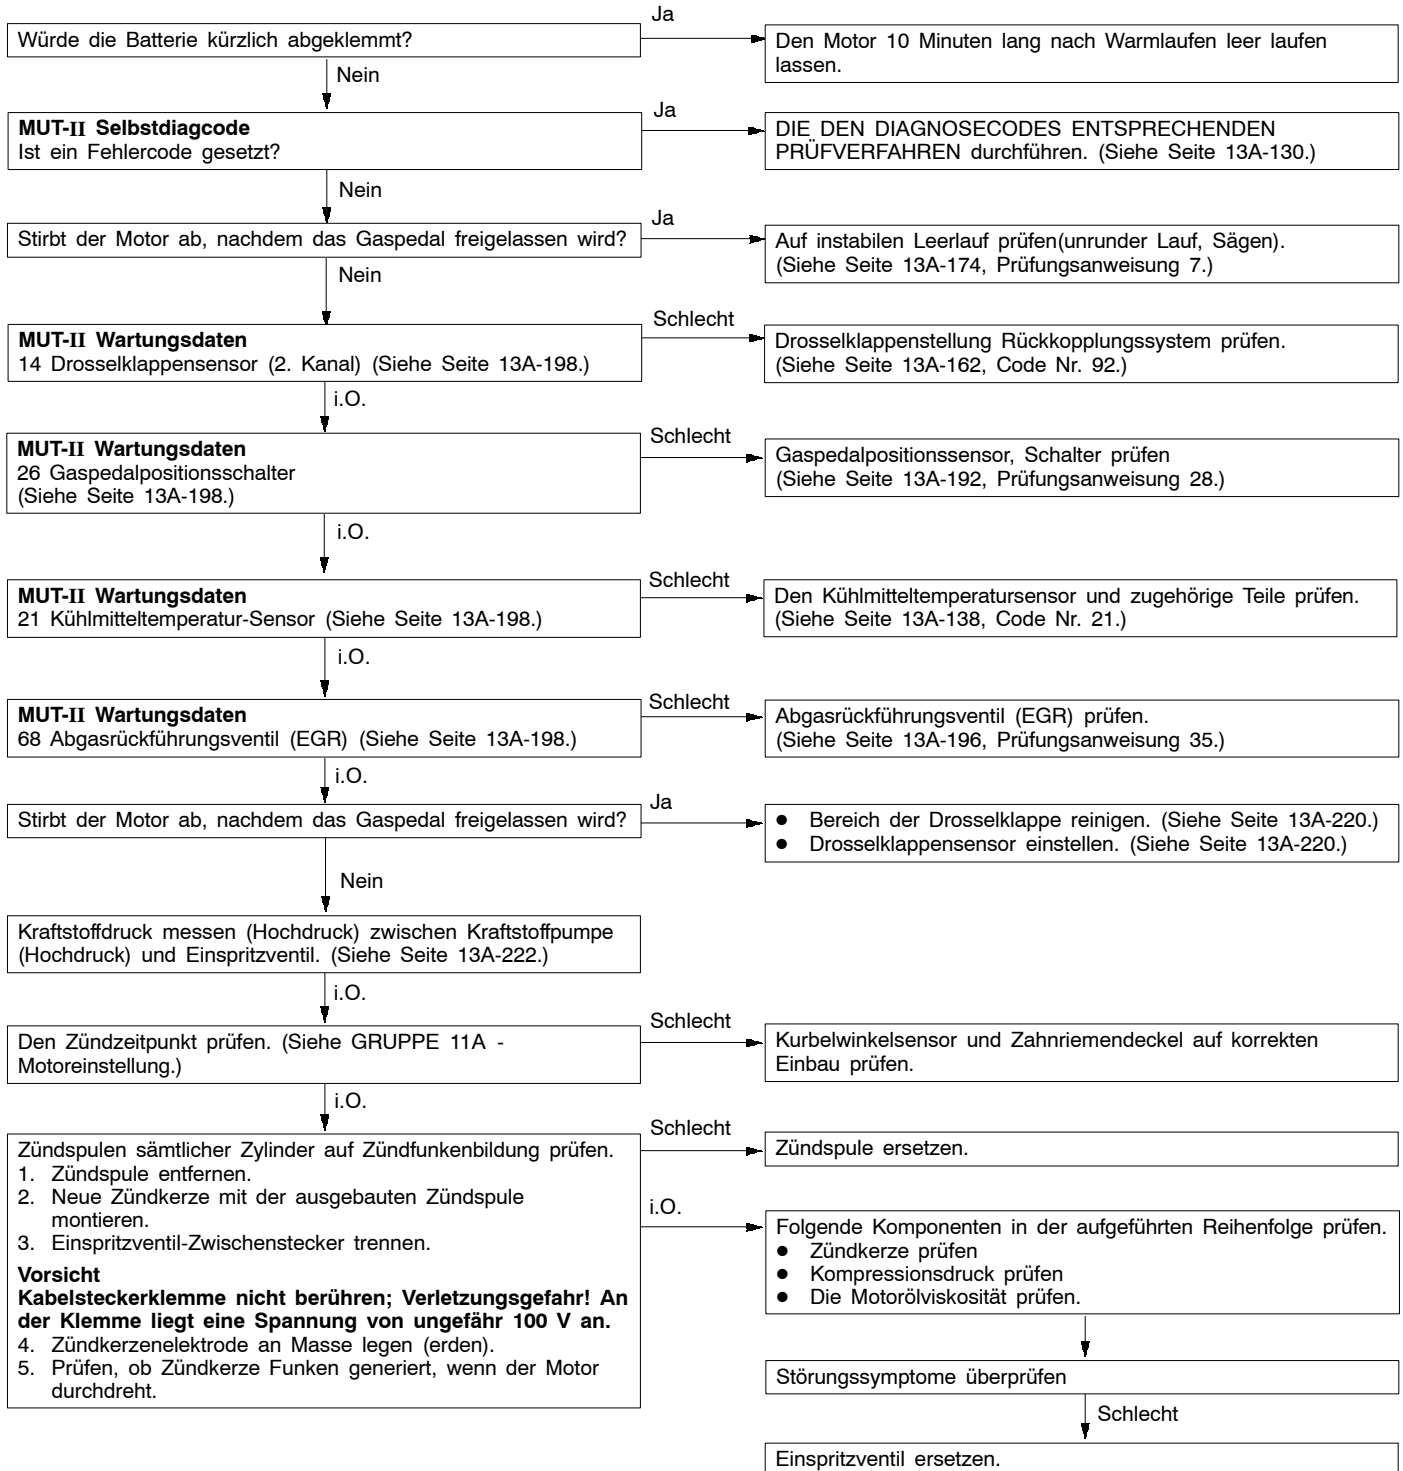 Ja
Würde die Batterie kürzlich abgeklemmt?
Den Motor 10 Minuten lang nach Warmlaufen leer laufen
lassen.
Nein
MUT-II Selbstdiagcode
Ist ein Fehlercode gesetzt?
Ja
DIE DEN DIAGNOSECODES ENTSPRECHENDEN
PRÜFVERFAHREN durchführen. (Siehe Seite 13A-130.)
Nein
Stirbt der Motor ab, nachdem das Gaspedal freigelassen wird?
Ja
Auf instabilen Leerlauf prüfen(unrunder Lauf, Sägen).
(Siehe Seite 13A-174, Prüfungsanweisung 7.)
Nein
MUT-II Wartungsdaten
14 Drosselklappensensor (2. Kanal) (Siehe Seite 13A-198.)
Schlecht
Drosselklappenstellung Rückkopplungssystem prüfen.
(Siehe Seite 13A-162, Code Nr. 92.)
i.O.
MUT-II Wartungsdaten
26 Gaspedalpositionsschalter
(Siehe Seite 13A-198.)
Schlecht
Gaspedalpositionssensor, Schalter prüfen
(Siehe Seite 13A-192, Prüfungsanweisung 28.)
i.O.
MUT-II Wartungsdaten
21 Kühlmitteltemperatur-Sensor (Siehe Seite 13A-198.)
Schlecht
Den Kühlmitteltemperatursensor und zugehörige Teile prüfen.
(Siehe Seite 13A-138, Code Nr. 21.)
i.O.
MUT-II Wartungsdaten
68 Abgasrückführungsventil (EGR) (Siehe Seite 13A-198.)
Schlecht
Abgasrückführungsventil (EGR) prüfen.
(Siehe Seite 13A-196, Prüfungsanweisung 35.)
i.O.
Stirbt der Motor ab, nachdem das Gaspedal freigelassen wird?
Ja
● Bereich der Drosselklappe reinigen. (Siehe Seite 13A-220.)
● Drosselklappensensor einstellen. (Siehe Seite 13A-220.)
Nein
Kraftstoffdruck messen (Hochdruck) zwischen Kraftstoffpumpe
(Hochdruck) und Einspritzventil. (Siehe Seite 13A-222.)
i.O.
Den Zündzeitpunkt prüfen. (Siehe GRUPPE 11A -
Motoreinstellung.)
Schlecht
Kurbelwinkelsensor und Zahnriemendeckel auf korrekten
Einbau prüfen.
i.O.
Zündspulen sämtlicher Zylinder auf Zündfunkenbildung prüfen.
1. Zündspule entfernen.
2. Neue Zündkerze mit der ausgebauten Zündspule
montieren.
3. Einspritzventil-Zwischenstecker trennen.
Vorsicht
Kabelsteckerklemme nicht berühren; Verletzungsgefahr! An
der Klemme liegt eine Spannung von ungefähr 100 V an.
4. Zündkerzenelektrode an Masse legen (erden).
5. Prüfen, ob Zündkerze Funken generiert, wenn der Motor
durchdreht.
Schlecht
Zündspule ersetzen.
i.O.
Folgende Komponenten in der aufgeführten Reihenfolge prüfen.
● Zündkerze prüfen
● Kompressionsdruck prüfen
● Die Motorölviskosität prüfen.
Störungssymptome überprüfen
Schlecht
Einspritzventil ersetzen.